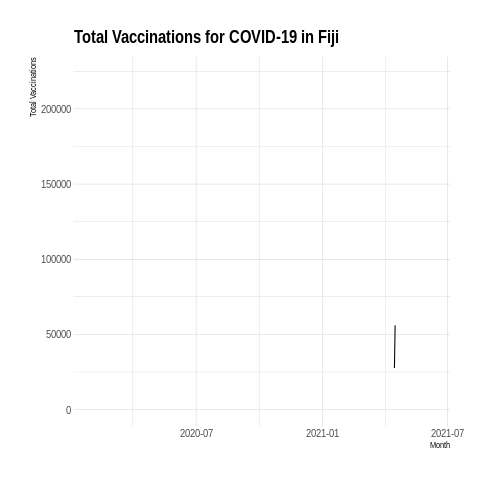 Total Vaccinations for COVID-19 in Fiji
Total Vaccinations
200000
150000
100000
50000
0
2020-07
2021-01
2021-07
Month